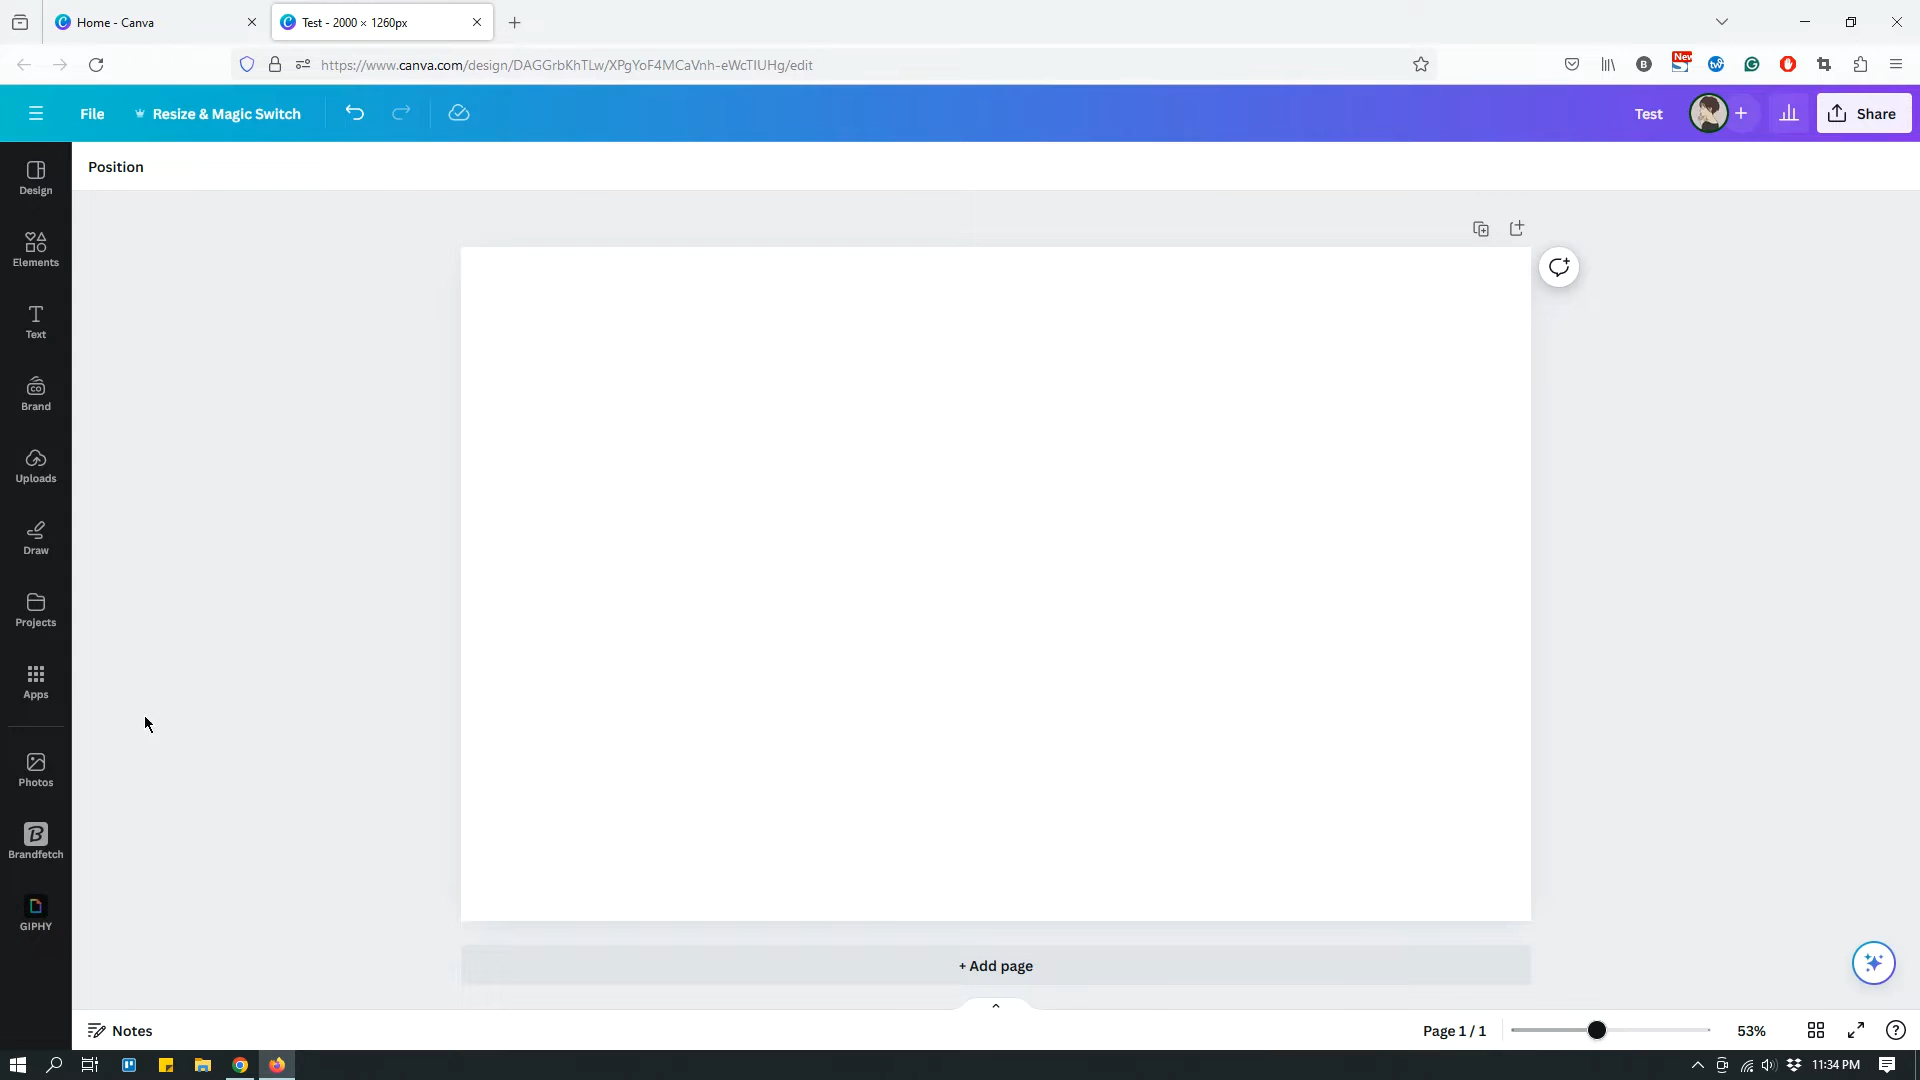 Home - Canva
Test - 2000 × 1260px
https://www.canva.com/design/DAGGrbKhTLw/XPgYoF4MCaVnh-eWcTIUHg/edit
B
New
File
Resize & Magic Switch
Test
Share
Position
Design
Elements
Text
Brand
Uploads
Draw
Projects
Apps
Photos
Brandfetch
GIPHY
+ Add page
Notes
Page 1 / 1
53%
11:34 PM